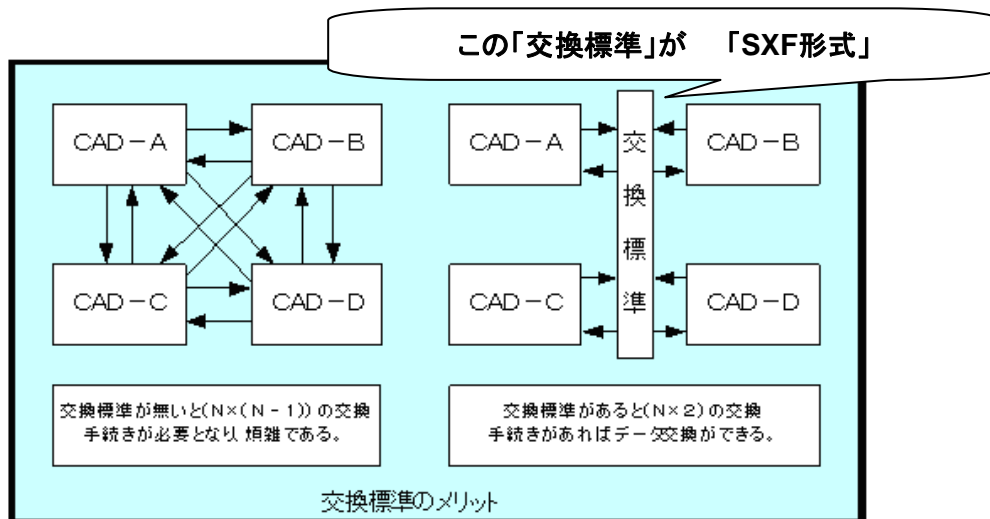 この「交換標準」が 「SXF形式」
CAD－A
CAD－B
CAD－C
CAD－D
交換標準が無いと(N×(N－1))の交換
手続きが必要となり、煩雑である。
CAD－A
交換標準
CAD－B
CAD－C
CAD－D
交換標準があると(N×2)の交換
手続きがあればデータ交換ができる。
交換標準のメリット